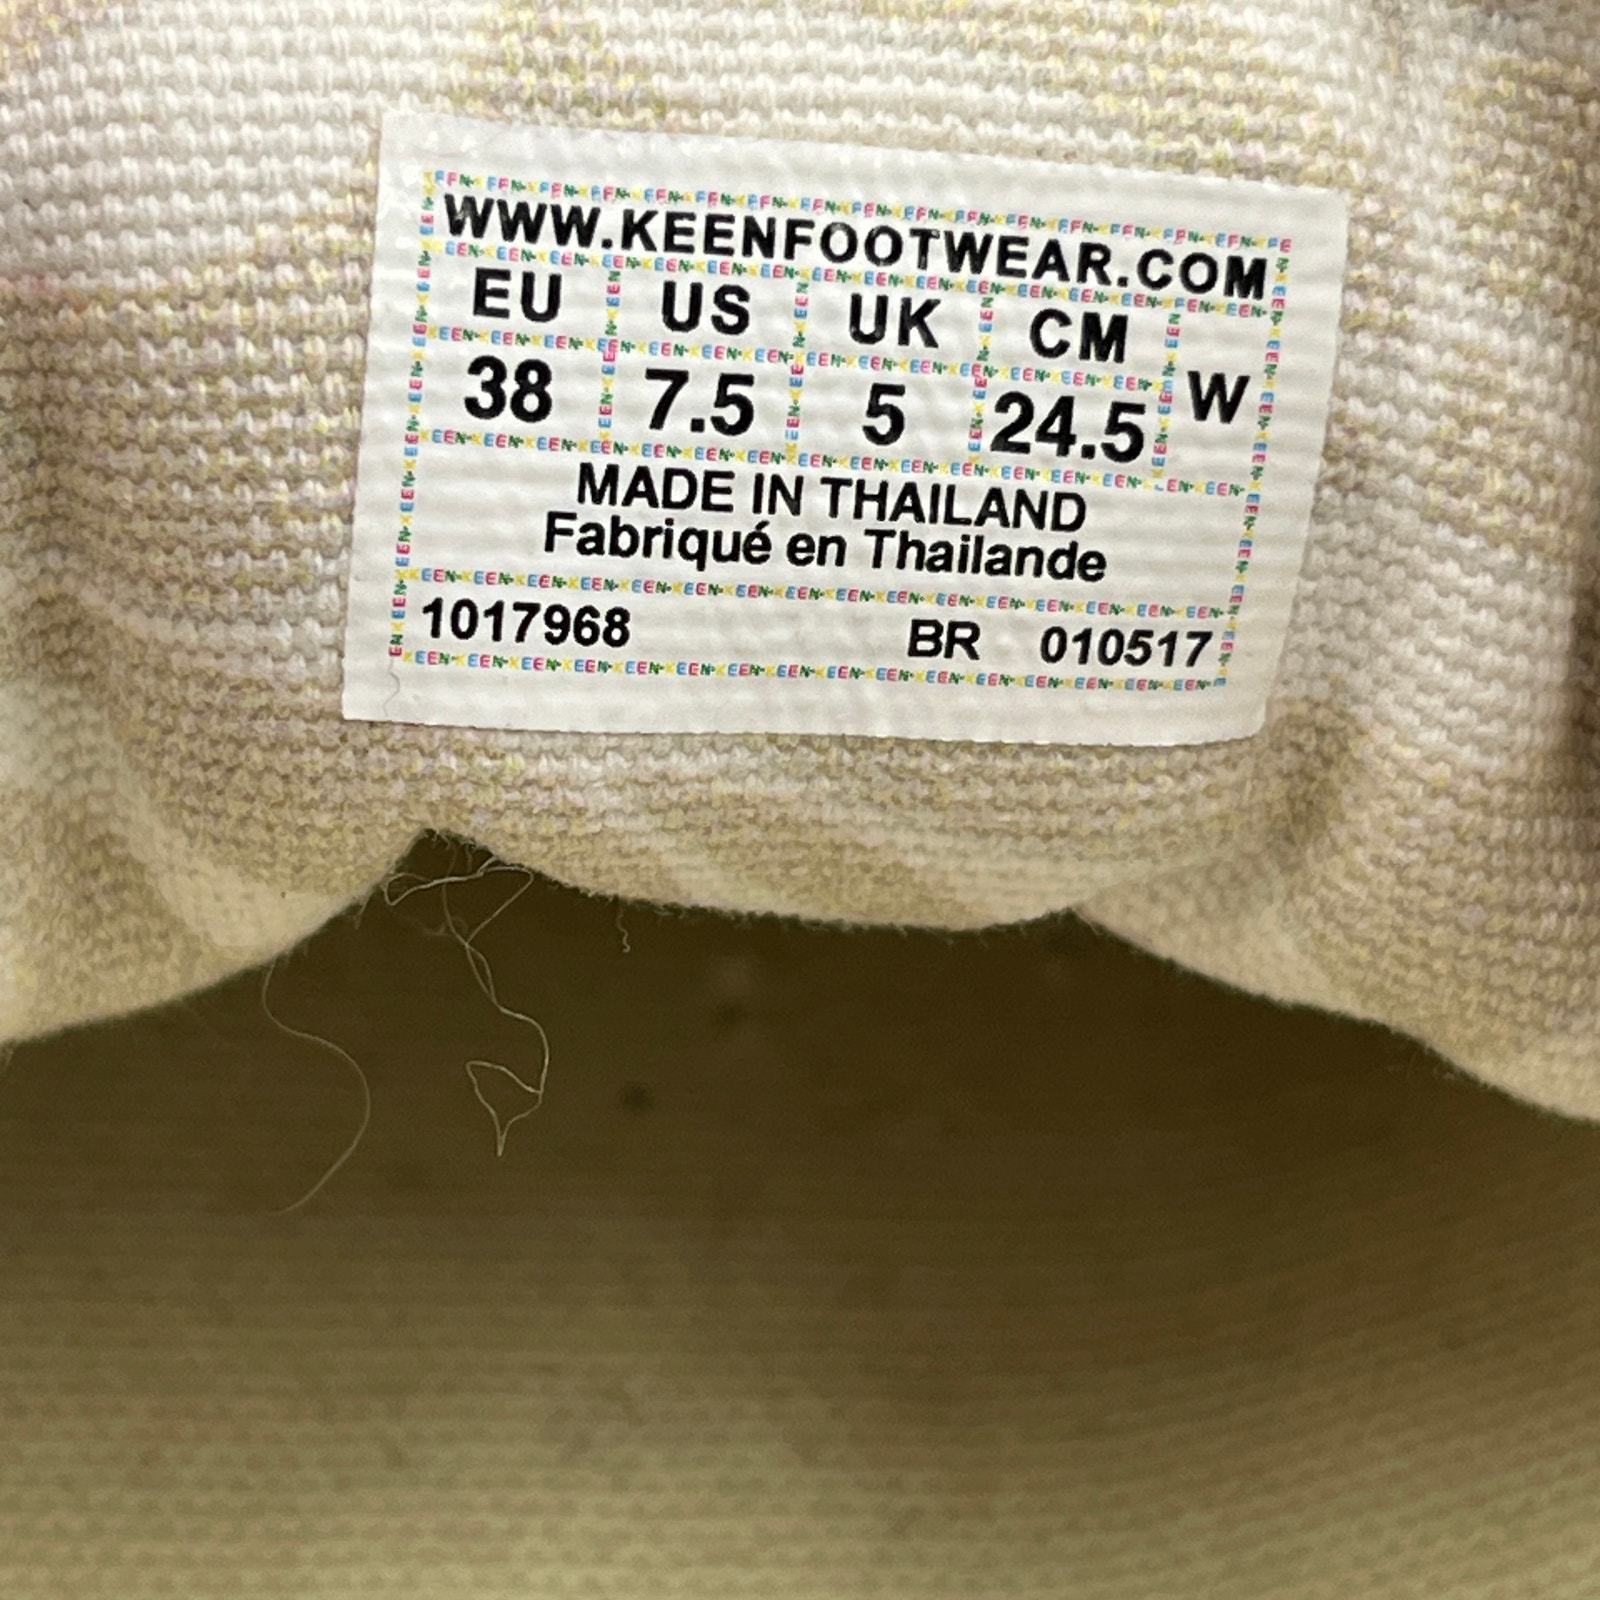 WWW.KEENFOOTWEAR.COM
EU US UK CM W
38 7.5 5 24.5
MADE IN THAILAND
Fabriqué en Thailande
1017968 BR 010517